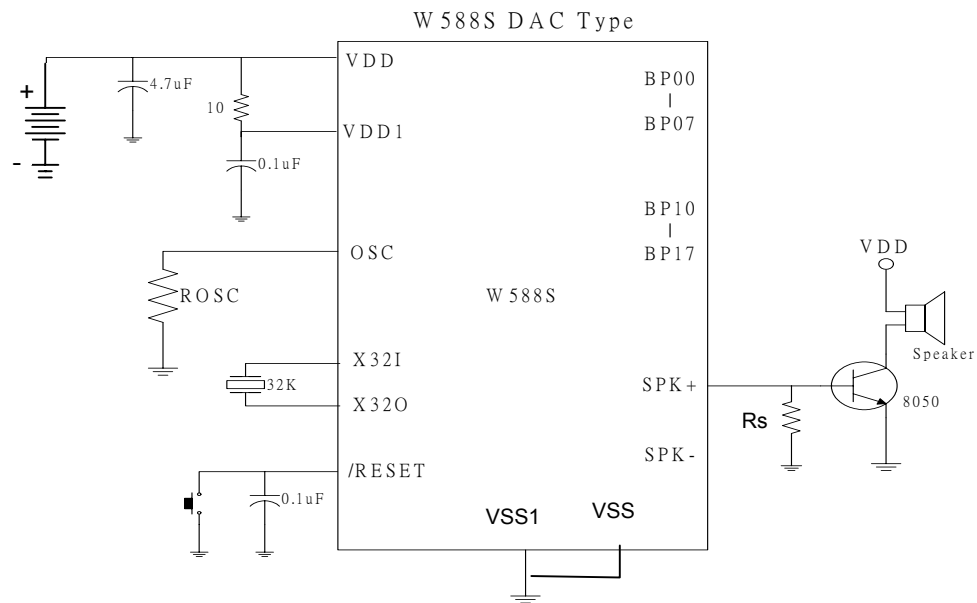 W588S DAC Type
VDD
4.7uF
+
-
10
VDD1
0.1uF
BP00
BP07
BP10
BP17
OSC
ROSC
W588S
VDD
Speaker
X32I
32K
X32O
SPK+
8050
Rs
/RESET
0.1uF
SPK-
VSS1
VSS